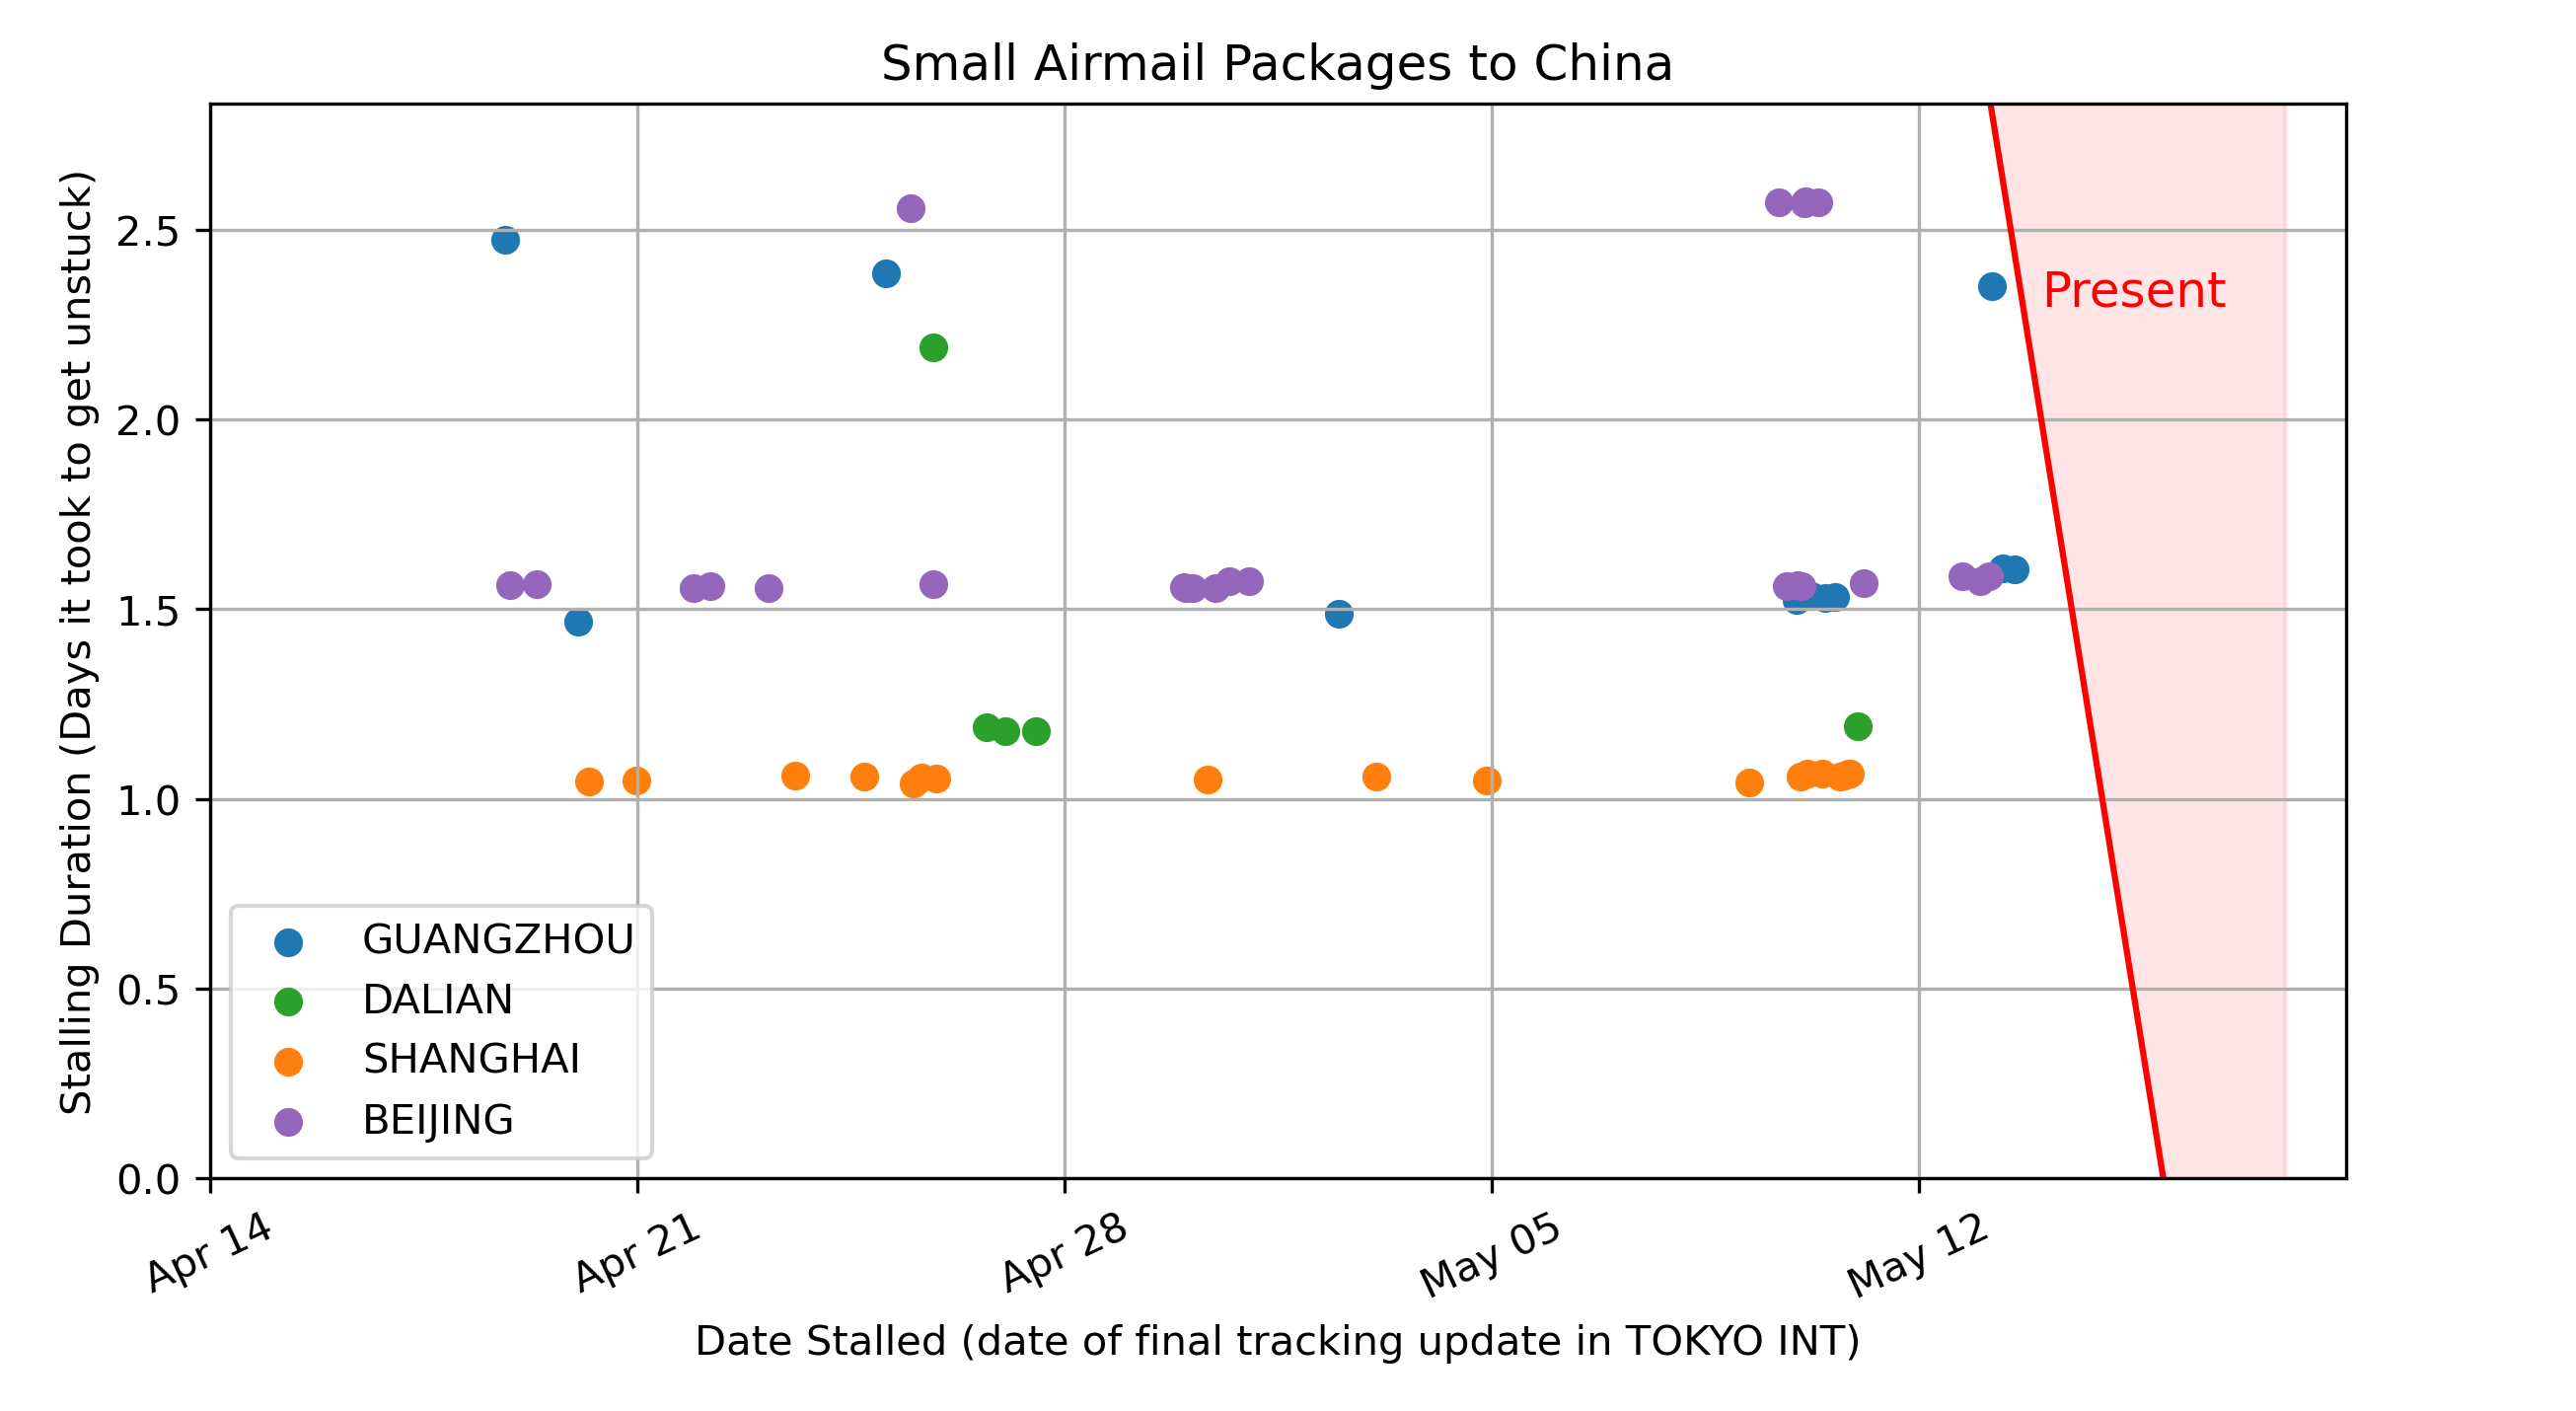 Small Airmail Packages to China
Stalling Duration (Days it took to get unstuck)
2.5
2.0
1.5
1.0
0.5
0.0
Present
GUANGZHOU
DALIAN
SHANGHAI
BEIJING
Apr 14
Apr 21
Apr 28
May 05
May 12
Date Stalled (date of final tracking update in TOKYO INT)